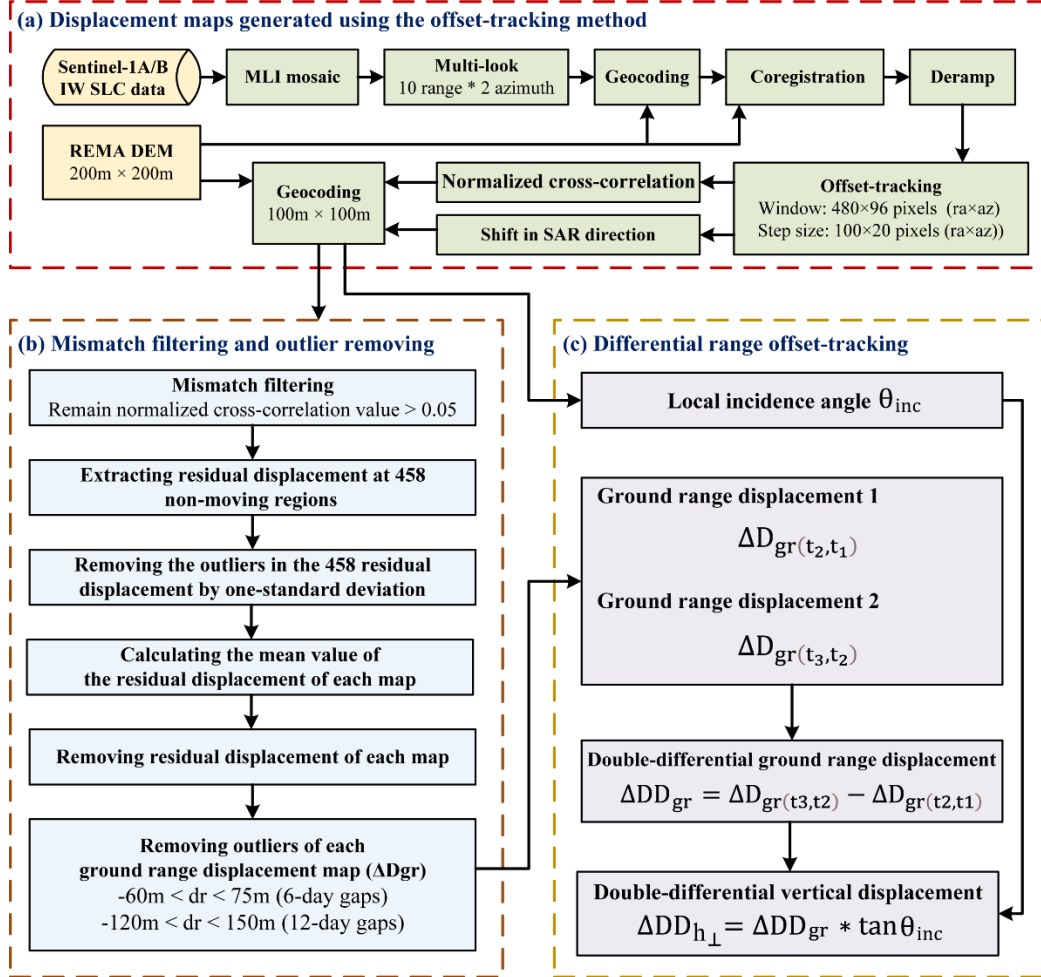 (a) Displacement maps generated using the offset-tracking method
Sentinel-1A/B
IW SLC data
MLI mosaic
Multi-look
10 range * 2 azimuth
Geocoding
Coregistration
Deramp
REMA DEM
200m × 200m
Geocoding
100m × 100m
Normalized cross-correlation
Shift in SAR direction
Offset-tracking
Window: 480×96 pixels (ra×az)
Step size: 100×20 pixels (ra×az))
(b) Mismatch filtering and outlier removing
Mismatch filtering
Remain normalized cross-correlation value > 0.05
Extracting residual displacement at 458
non-moving regions
Removing the outliers in the 458 residual
displacement by one-standard deviation
Calculating the mean value of
the residual displacement of each map
Removing residual displacement of each map
Removing outliers of each
ground range displacement map (ΔDgr)
-60m < dr < 75m (6-day gaps)
-120m < dr < 150m (12-day gaps)
(c) Differential range offset-tracking
Local incidence angle θinc
Ground range displacement 1
ΔDgr(t2,t1)
Ground range displacement 2
ΔDgr(t3,t2)
Double-differential ground range displacement
ΔDDgr = ΔDgr(t3,t2) − ΔDgr(t2,t1)
Double-differential vertical displacement
ΔDDh⊥= ΔDDgr * tanθinc